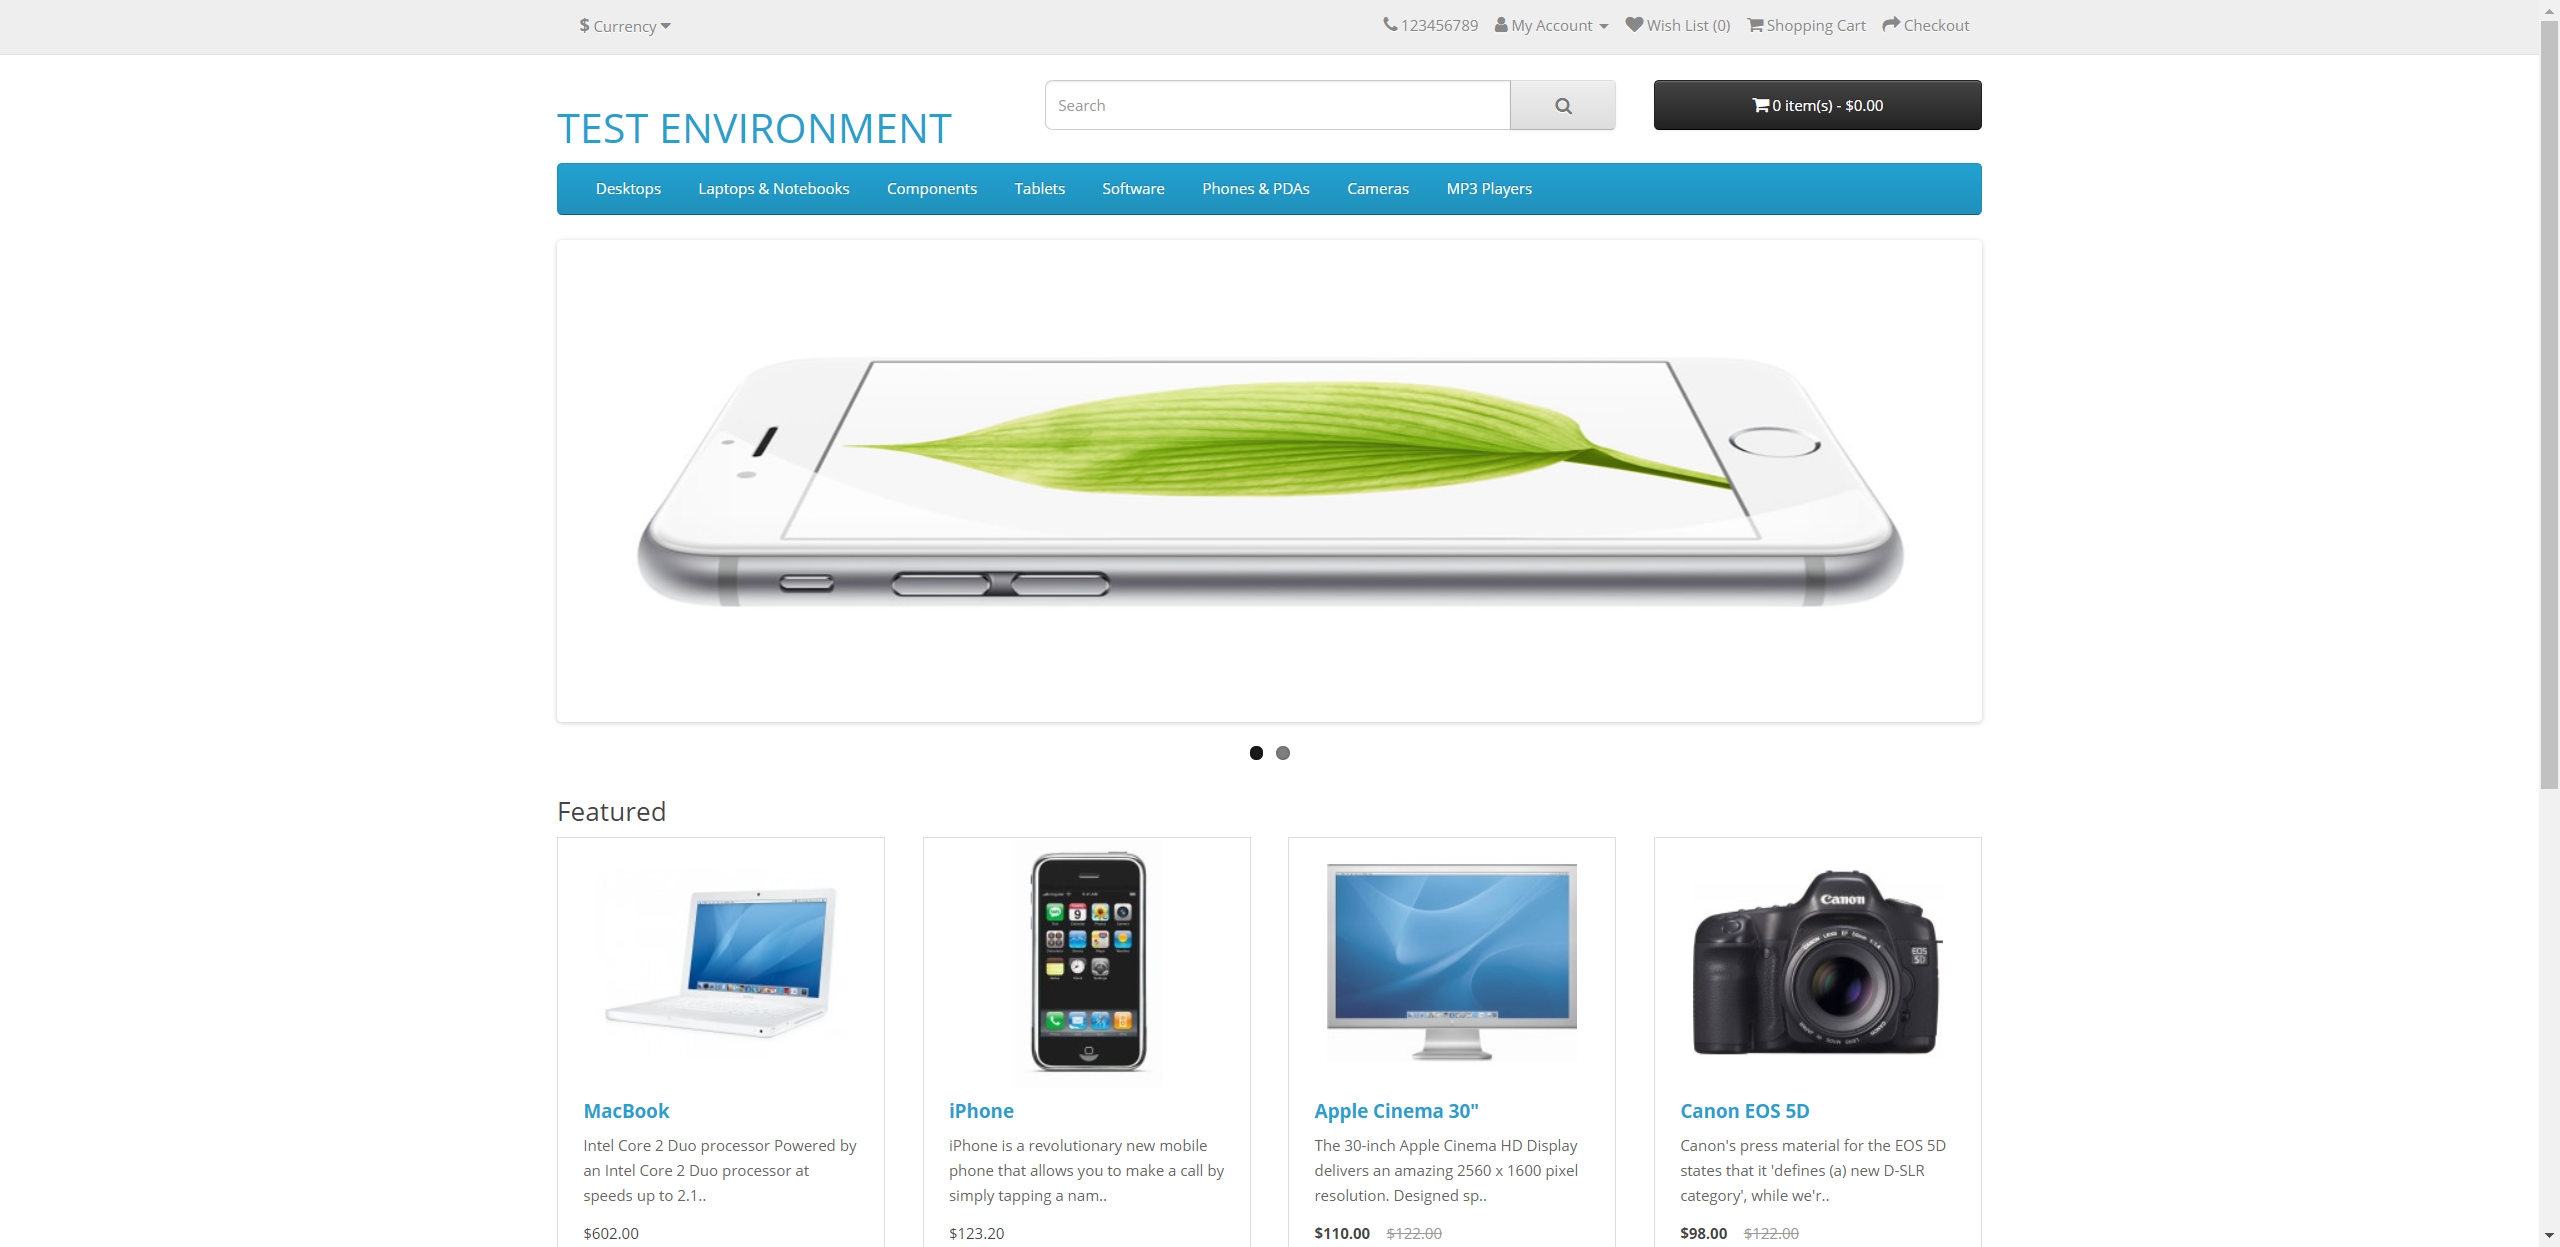 $ Currency
123456789 My Account Wish List (0) Shopping Cart Checkout
TEST ENVIRONMENT
Search
0 item(s) - $0.00
Desktops Laptops & Notebooks Components Tablets Software Phones & PDAs Cameras MP3 Players
Featured
Canon
EOS
5D
MacBook
Intel Core 2 Duo processor Powered by
an Intel Core 2 Duo processor at
speeds up to 2.1..
$602.00
iPhone
iPhone is a revolutionary new mobile
phone that allows you to make a call by
simply tapping a nam..
$123.20
Apple Cinema 30"
The 30-inch Apple Cinema HD Display
delivers an amazing 2560 x 1600 pixel
resolution. Designed sp..
$110.00 $122.00
Canon EOS 5D
Canon's press material for the EOS 5D
states that it 'defines (a) new D-SLR
category', while we'r..
$98.00 $122.00